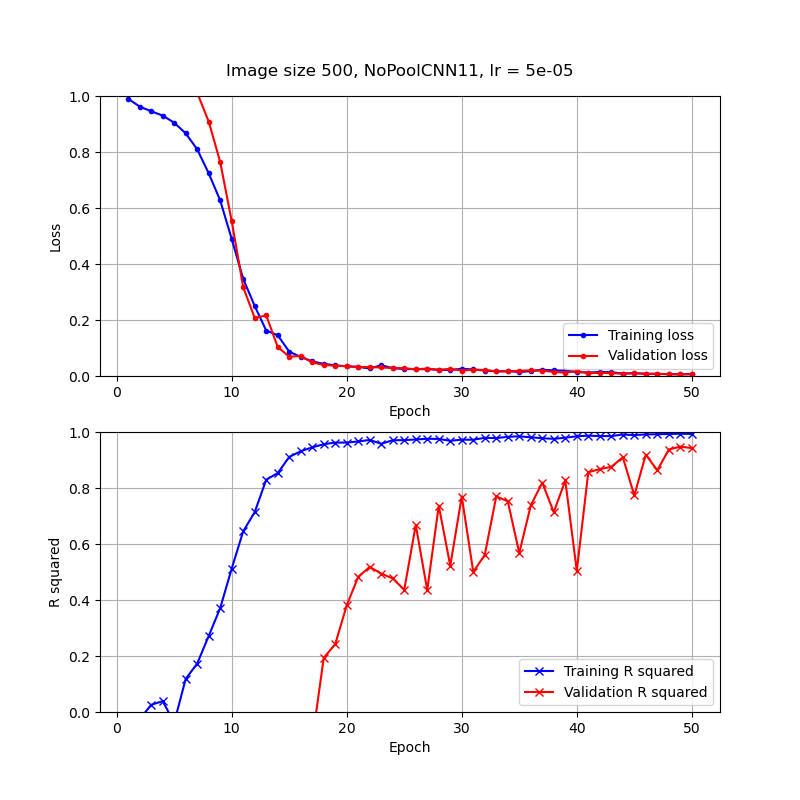 Image size 500, NoPoolCNN11, lr = 5e-05
1.0
0.8
0.6
0.4
0.2
0.0
Loss
0 10 20 30 40 50
Epoch
Training loss
Validation loss
1.0
0.8
0.6
0.4
0.2
0.0
R squared
0 10 20 30 40 50
Epoch
Training R squared
Validation R squared